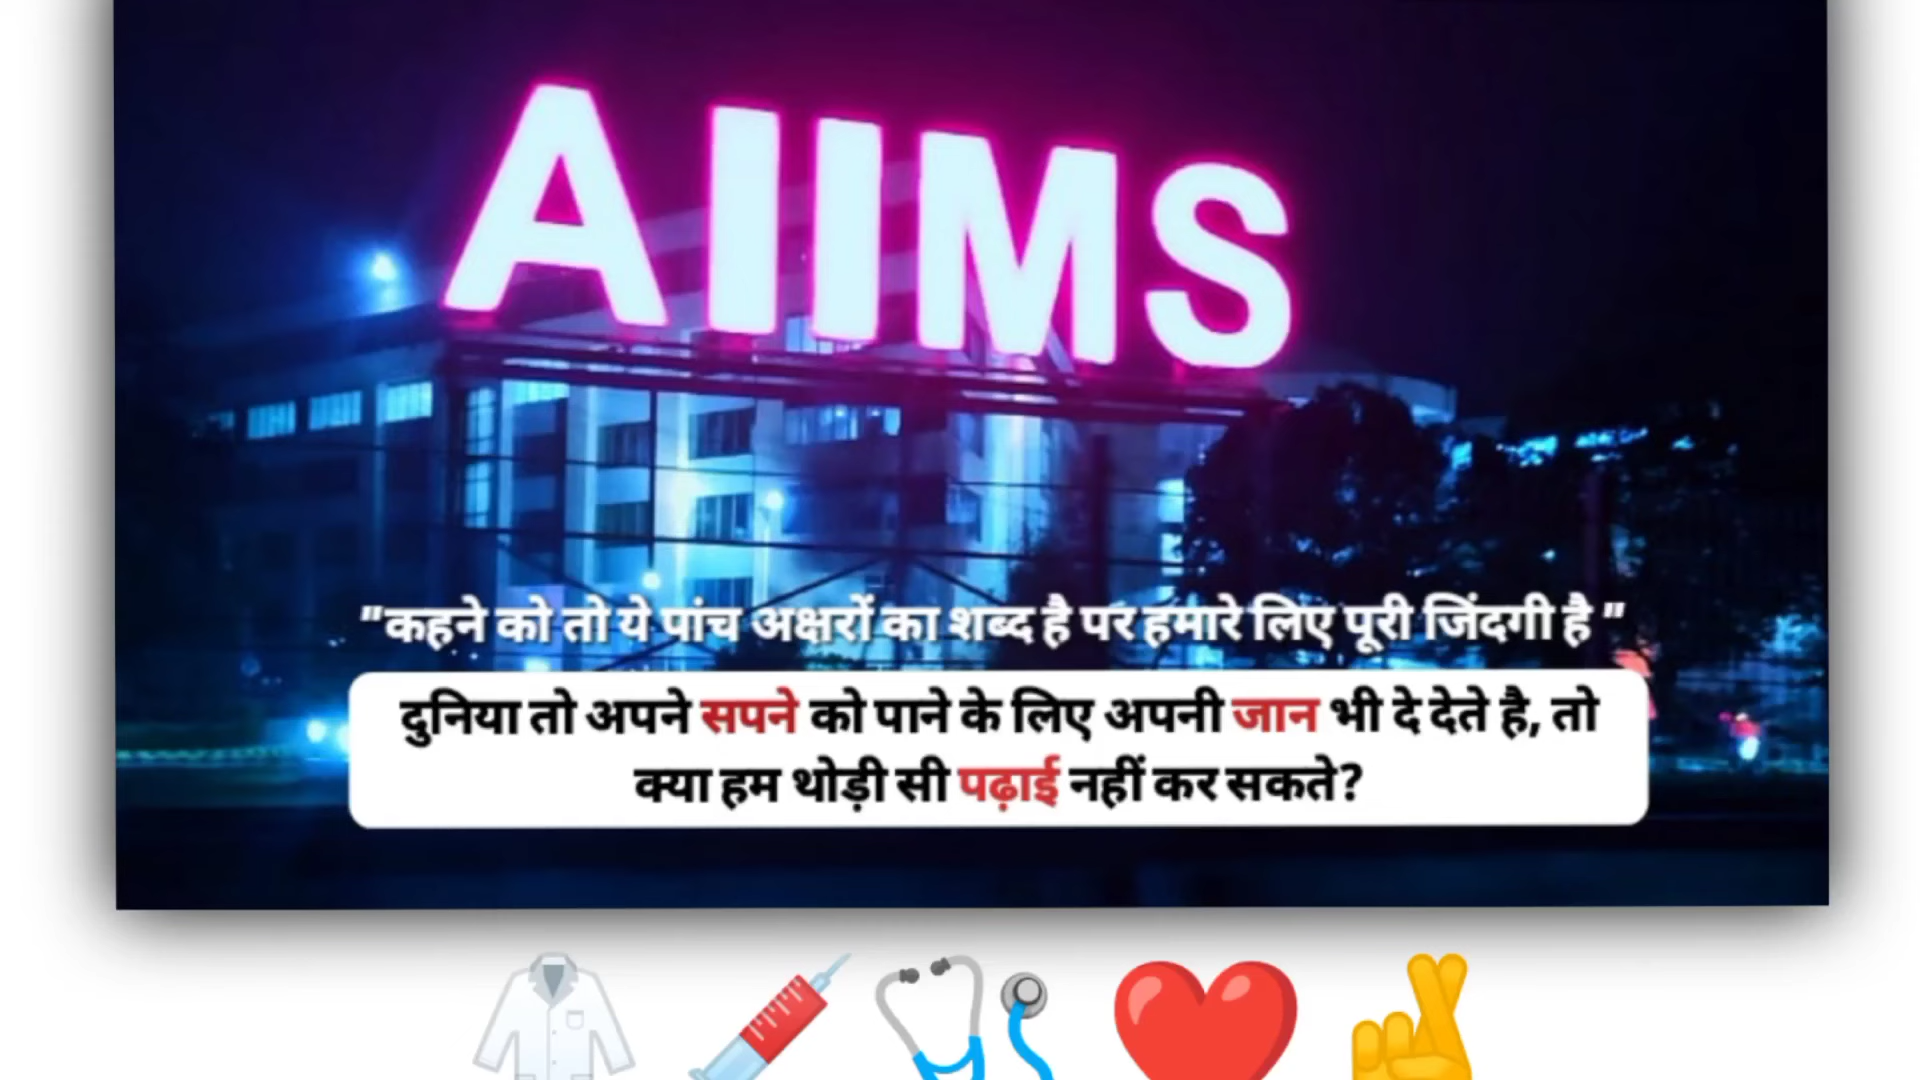 AIIMS
"कहने को तो ये पांच अक्षरों का शब्द है पर हमारे लिए पूरी जिंदगी है "
दुनिया तो अपने सपने को पाने के लिए अपनी जान भी दे देते है, तो
क्या हम थोड़ी सी पढ़ाई नहीं कर सकते?